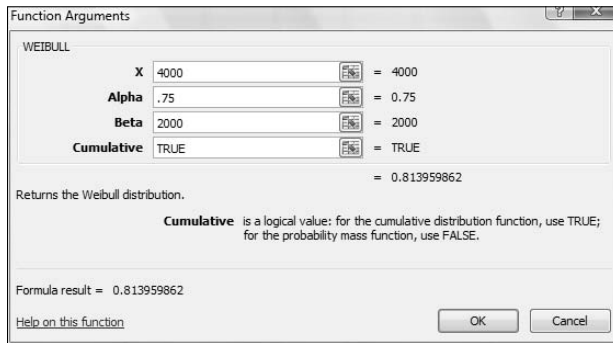 Function Arguments
WEIBULL
X 4000 = 4000
Alpha .75 = 0.75
Beta 2000 = 2000
Cumulative TRUE = TRUE
= 0.813959862
Returns the Weibull distribution.
Cumulative is a logical value: for the cumulative distribution function, use TRUE;
for the probability mass function, use FALSE.
Formula result = 0.813959862
Help on this function
OK Cancel